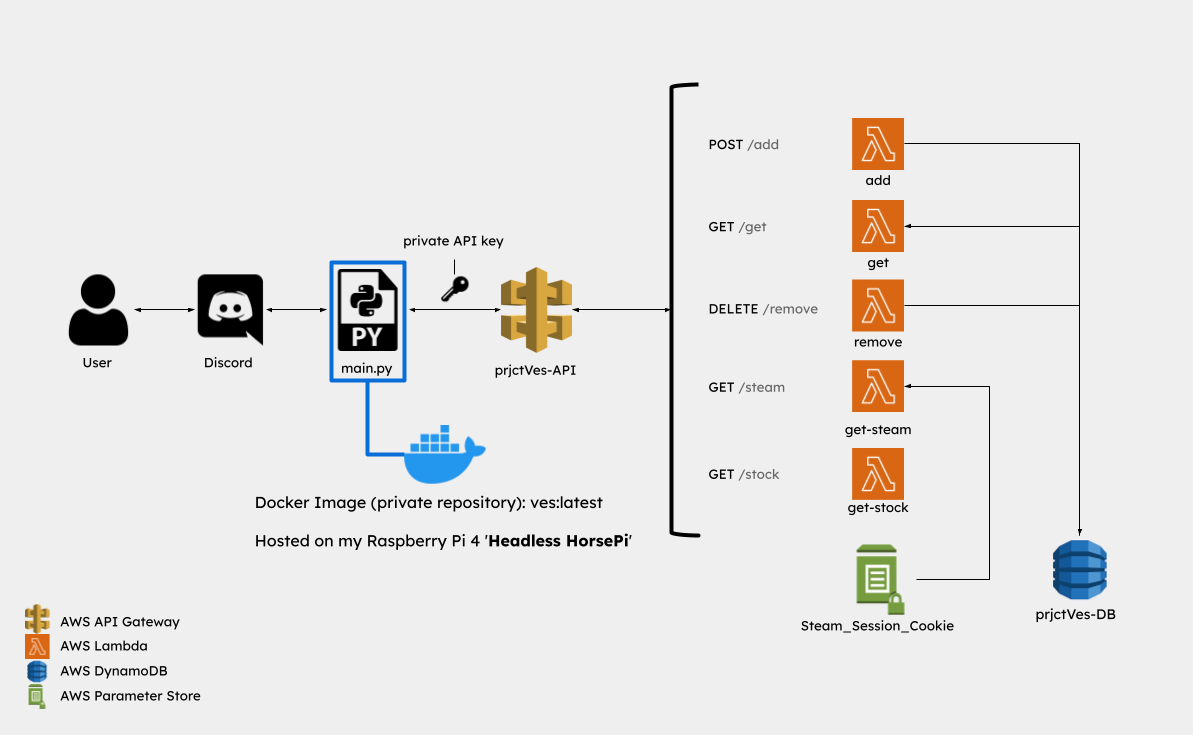 POST /add
add
GET /get
get
private API key
DELETE /remove
remove
PY
main.py
User
Discord
prjctVes-API
GET /steam
get-steam
GET /stock
get-stock
Docker Image (private repository): ves:latest
Hosted on my Raspberry Pi 4 'Headless HorsePi'
Steam_Session_Cookie
prjctVes-DB
AWS API Gateway
AWS Lambda
AWS DynamoDB
AWS Parameter Store